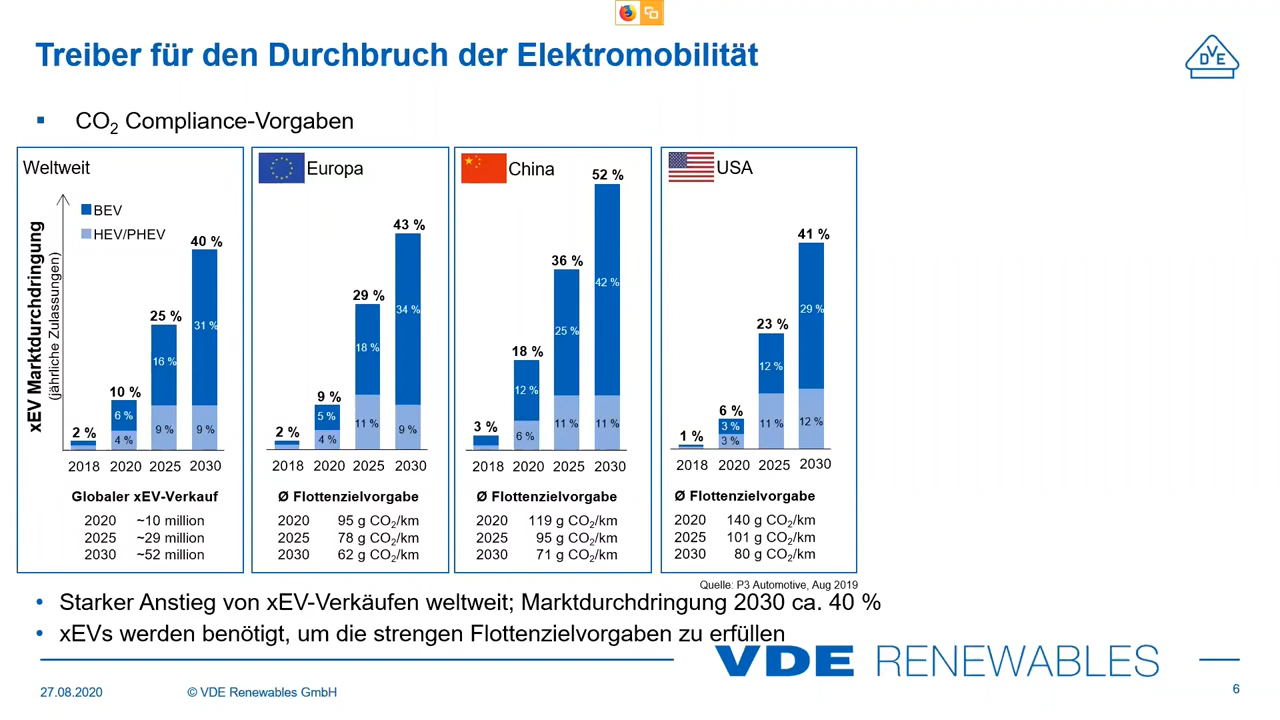 Treiber für den Durchbruch der Elektromobilität
DVE
CO₂ Compliance-Vorgaben
Weltweit
xEV Marktdurchdringung
(jährliche Zulassungen)
BEV
HEV/PHEV
2 %
10 %
6 %
4 %
25 %
16 %
9 %
40 %
31 %
9 %
2018 2020 2025 2030
Globaler xEV-Verkauf
2020 ~10 million
2025 ~29 million
2030 ~52 million
Europa
2 %
9 %
5 %
4 %
29 %
18 %
11 %
43 %
34 %
9 %
2018 2020 2025 2030
Ø Flottenzielvorgabe
2020 95 g CO₂/km
2025 78 g CO₂/km
2030 62 g CO₂/km
China
3 %
18 %
12 %
6 %
36 %
25 %
11 %
52 %
42 %
11 %
2018 2020 2025 2030
Ø Flottenzielvorgabe
2020 119 g CO₂/km
2025 95 g CO₂/km
2030 71 g CO₂/km
USA
1 %
6 %
3 %
3 %
23 %
12 %
11 %
41 %
29 %
12 %
2018 2020 2025 2030
Ø Flottenzielvorgabe
2020 140 g CO₂/km
2025 101 g CO₂/km
2030 80 g CO₂/km
Quelle: P3 Automotive, Aug 2019
• Starker Anstieg von xEV-Verkäufen weltweit; Marktdurchdringung 2030 ca. 40 %
• xEVs werden benötigt, um die strengen Flottenzielvorgaben zu erfüllen
VDE RENEWABLES
27.08.2020 © VDE Renewables GmbH 6